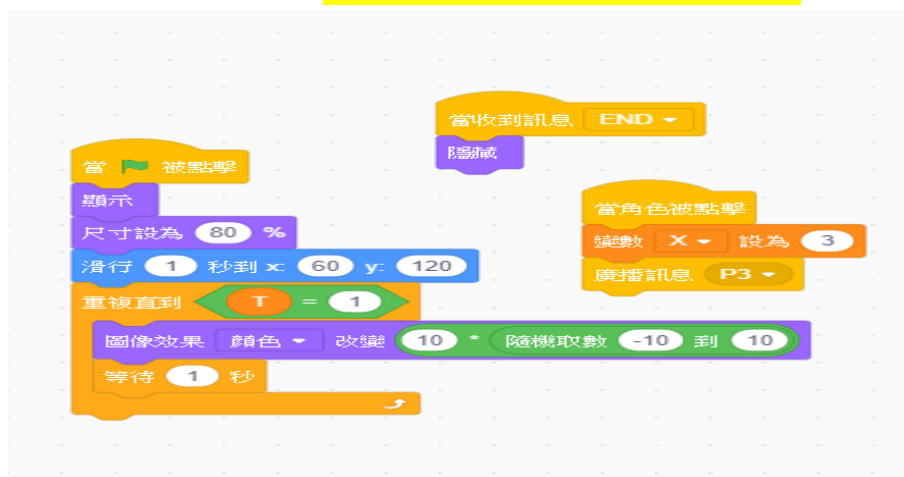 當收到訊息 END
隱藏
當 被點擊
顯示
尺寸設為 80 %
滑行 1 秒到 x: 60 y: 120
重複直到 T = 1
圖像效果 顏色 改變 10 * 隨機取數 -10 到 10
等待 1 秒
當角色被點擊
變數 X 設為 3
廣播訊息 P3